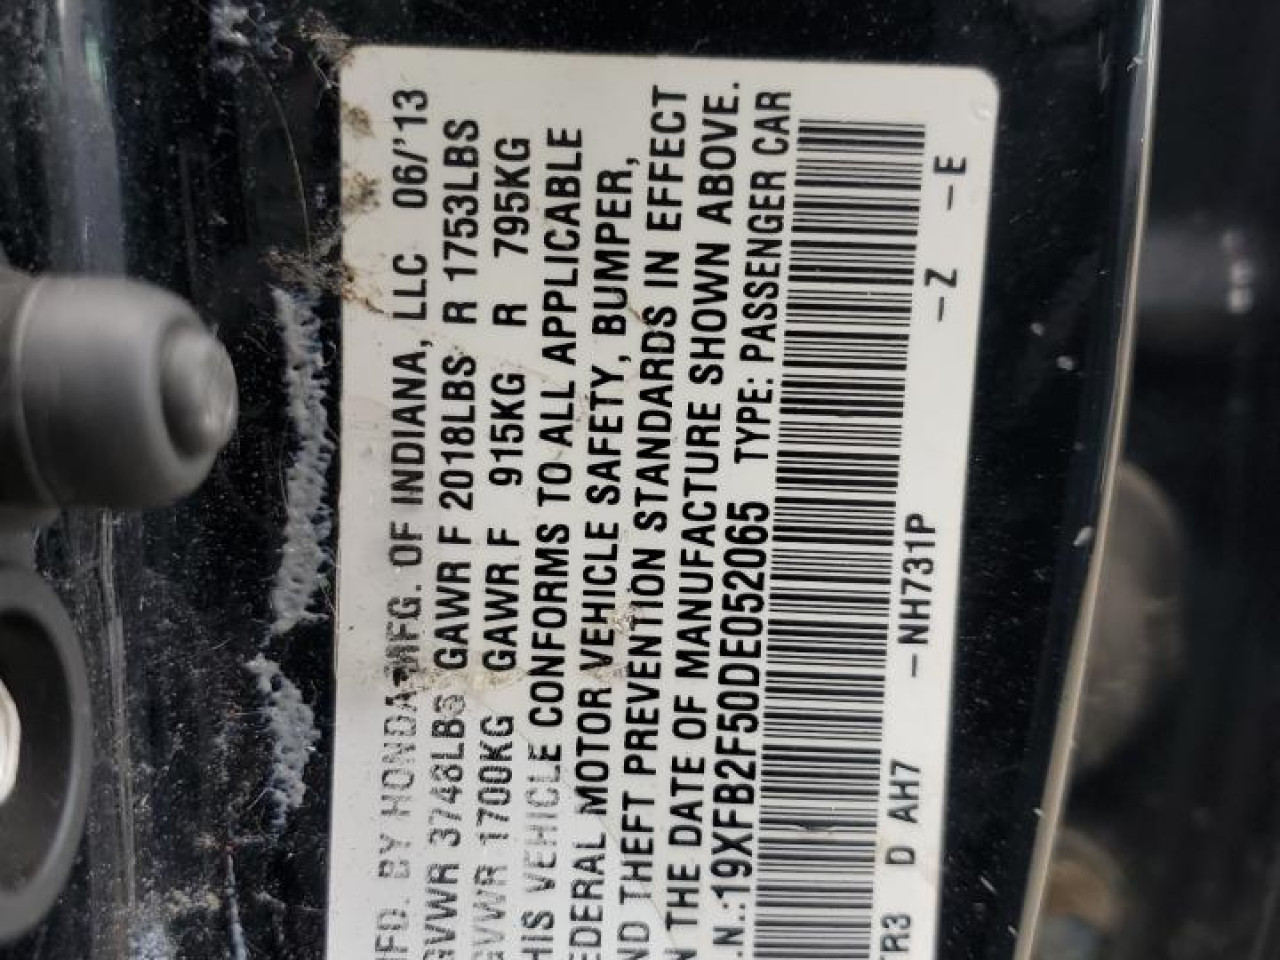 MFD. BY HONDA MFG. OF INDIANA, LLC 06/'13
GVWR 3748LBS GAWR F 2018LBS R 1753LBS
GVWR 1700KG GAWR F 915KG R 795KG
HIS VEHICLE CONFORMS TO ALL APPLICABLE
EDERAL MOTOR VEHICLE SAFETY, BUMPER,
ND THEFT PREVENTION STANDARDS IN EFFECT
N THE DATE OF MANUFACTURE SHOWN ABOVE.
.N.:19XFB2F50DE052065 TYPE: PASSENGER CAR
TR3 D AH7 -NH731P -Z -E